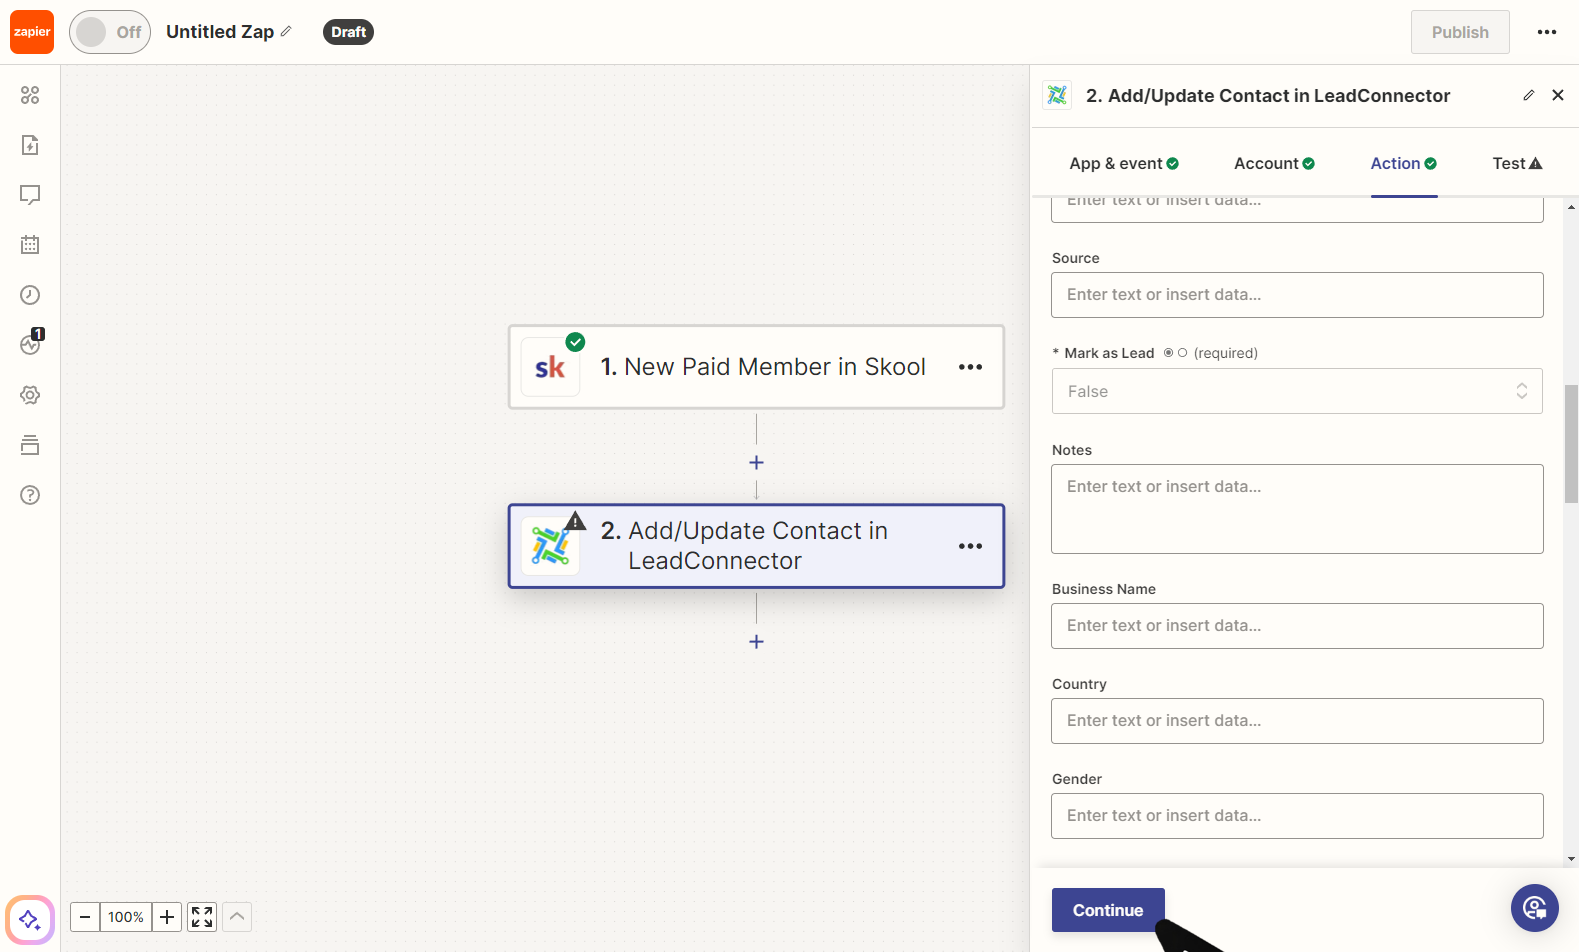 zapier
Off
Untitled Zap
Draft
Publish
2. Add/Update Contact in LeadConnector
App & event
Account
Action
Test
Enter text or insert data...
Source
Enter text or insert data...
* Mark as Lead (required)
False
Notes
Enter text or insert data...
Business Name
Enter text or insert data...
Country
Enter text or insert data...
Gender
Enter text or insert data...
Continue
1
sk
1. New Paid Member in Skool
2. Add/Update Contact in
LeadConnector
100%